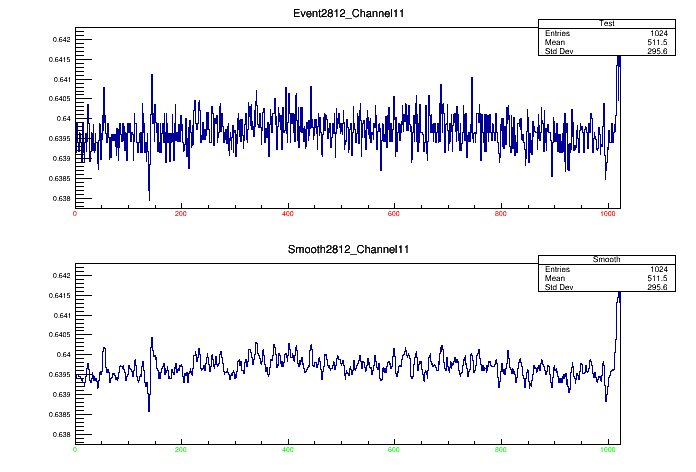 Event2812_Channel11
Test
Entries 1024
Mean 511.5
Std Dev 295.6
0.642
0.6415
0.641
0.6405
0.64
0.6395
0.639
0.6385
0.638
0 200 400 600 800 1000
Smooth2812_Channel11
Smooth
Entries 1024
Mean 511.5
Std Dev 295.6
0.642
0.6415
0.641
0.6405
0.64
0.6395
0.639
0.6385
0.638
0 200 400 600 800 1000